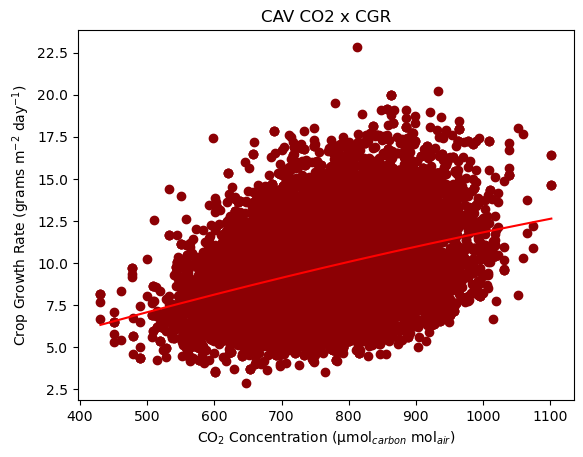 CAV CO2 x CGR
Crop Growth Rate (grams m⁻² day⁻¹)
22.5
20.0
17.5
15.0
12.5
10.0
7.5
5.0
2.5
400 500 600 700 800 900 1000 1100
CO₂ Concentration (μmol_carbon mol_air)